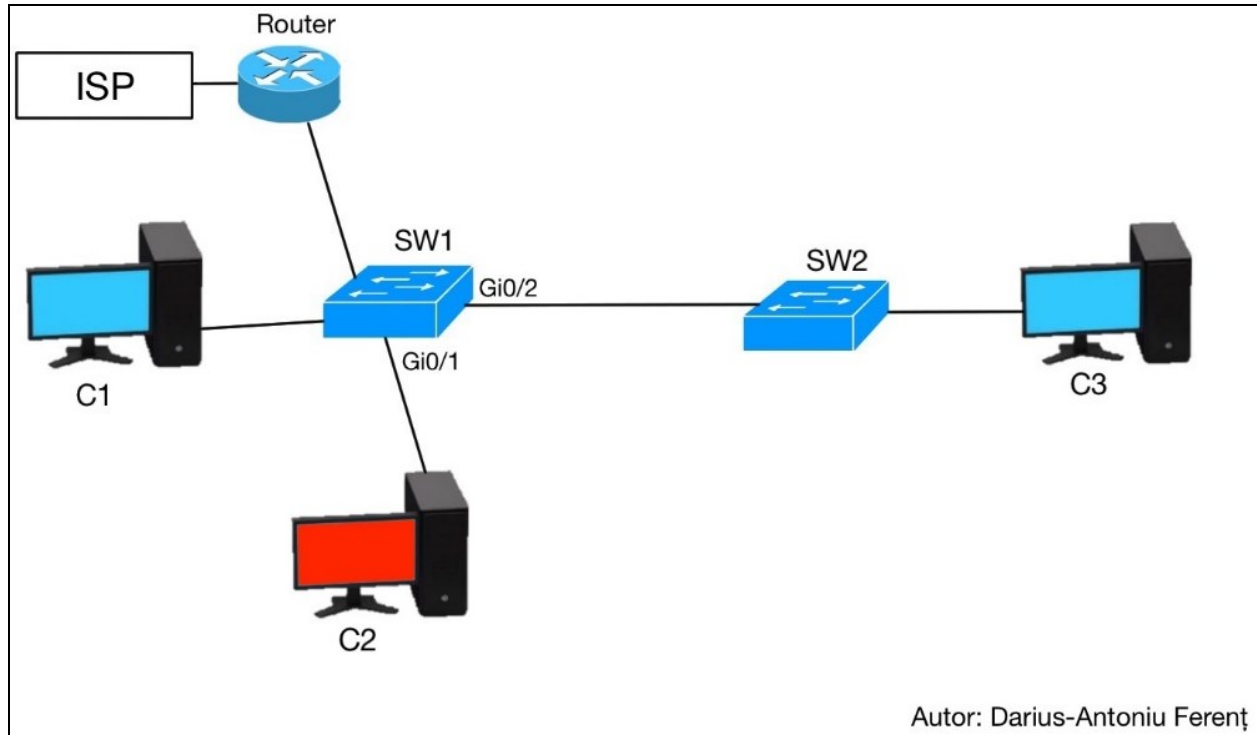 Router
ISP
SW1
SW2
Gi0/2
Gi0/1
C1
C3
C2
Autor: Darius-Antoniu Ferenț